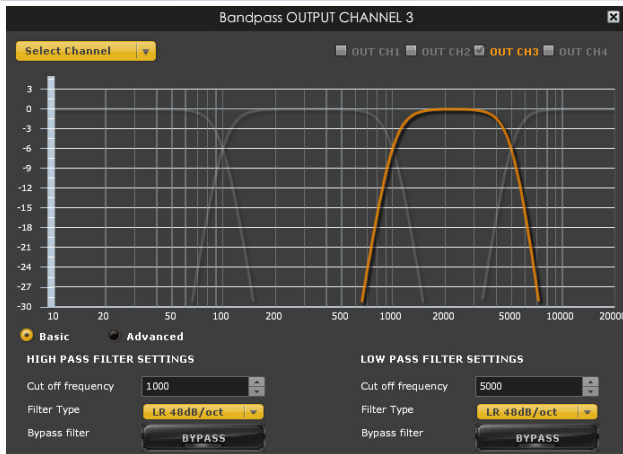 Bandpass OUTPUT CHANNEL 3
Select Channel
OUT CH1 OUT CH2 OUT CH3 OUT CH4
3
0
-3
-6
-9
-12
-15
-18
-21
-24
-27
-30
10 20 50 100 200 500 1000 2000 5000 10000 20000
Basic Advanced
HIGH PASS FILTER SETTINGS LOW PASS FILTER SETTINGS
Cut off frequency 1000 Cut off frequency 5000
Filter Type LR 48dB/oct Filter Type LR 48dB/oct
Bypass filter BYPASS Bypass filter BYPASS